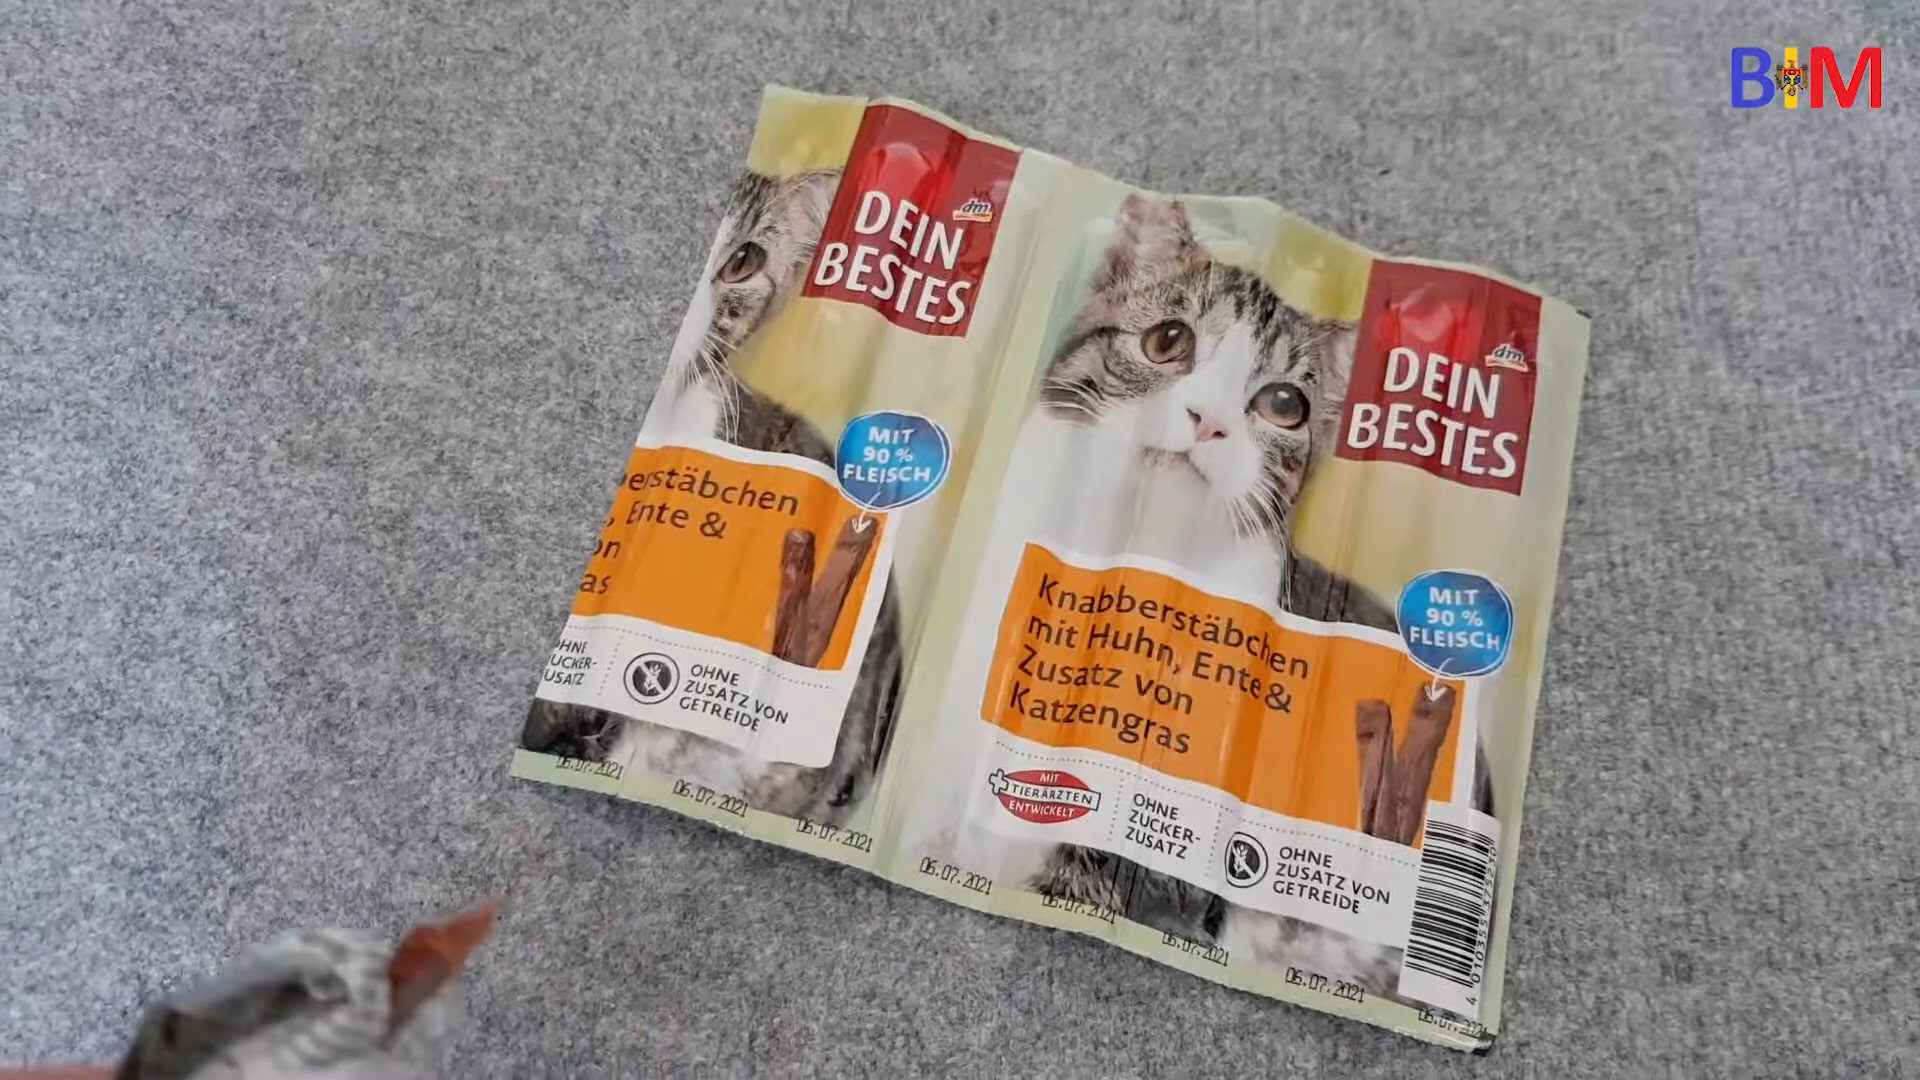 BIM
DEIN
dm
BESTES
MIT
90 %
FLEISCH
erstäbchen
, Ente &
on
as
OHNE
ZUCKER-
ZUSATZ
OHNE
ZUSATZ VON
GETREIDE
06.07.2021
06.07.2021
06.07.2021
DEIN
dm
BESTES
MIT
90 %
FLEISCH
Knabberstäbchen
mit Huhn, Ente &
Zusatz von
Katzengras
MIT
TIERÄRZTEN
ENTWICKELT
OHNE
ZUCKER-
ZUSATZ
OHNE
ZUSATZ VON
GETREIDE
06.07.2021
06.07.2021
06.07.2021
06.07.2021
06.07.2021